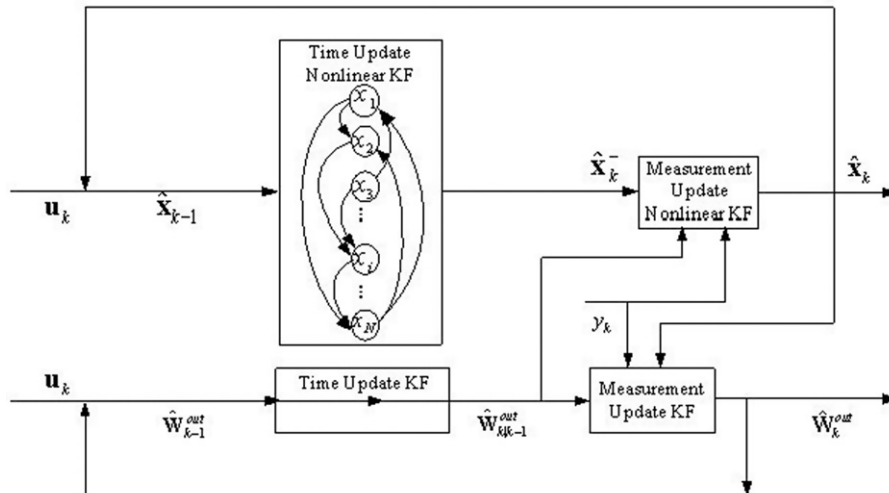 Time Update
Nonlinear KF
x₁
x₂
x₃
⋮
xᵢ
⋮
x_N
u_k
x̂_{k−1}
x̂_k^−
Measurement
Update
Nonlinear KF
x̂_k
y_k
u_k
Time Update KF
Measurement
Update KF
ŵ_{k−1}^{out}
ŵ_{k|k−1}^{out}
ŵ_k^{out}